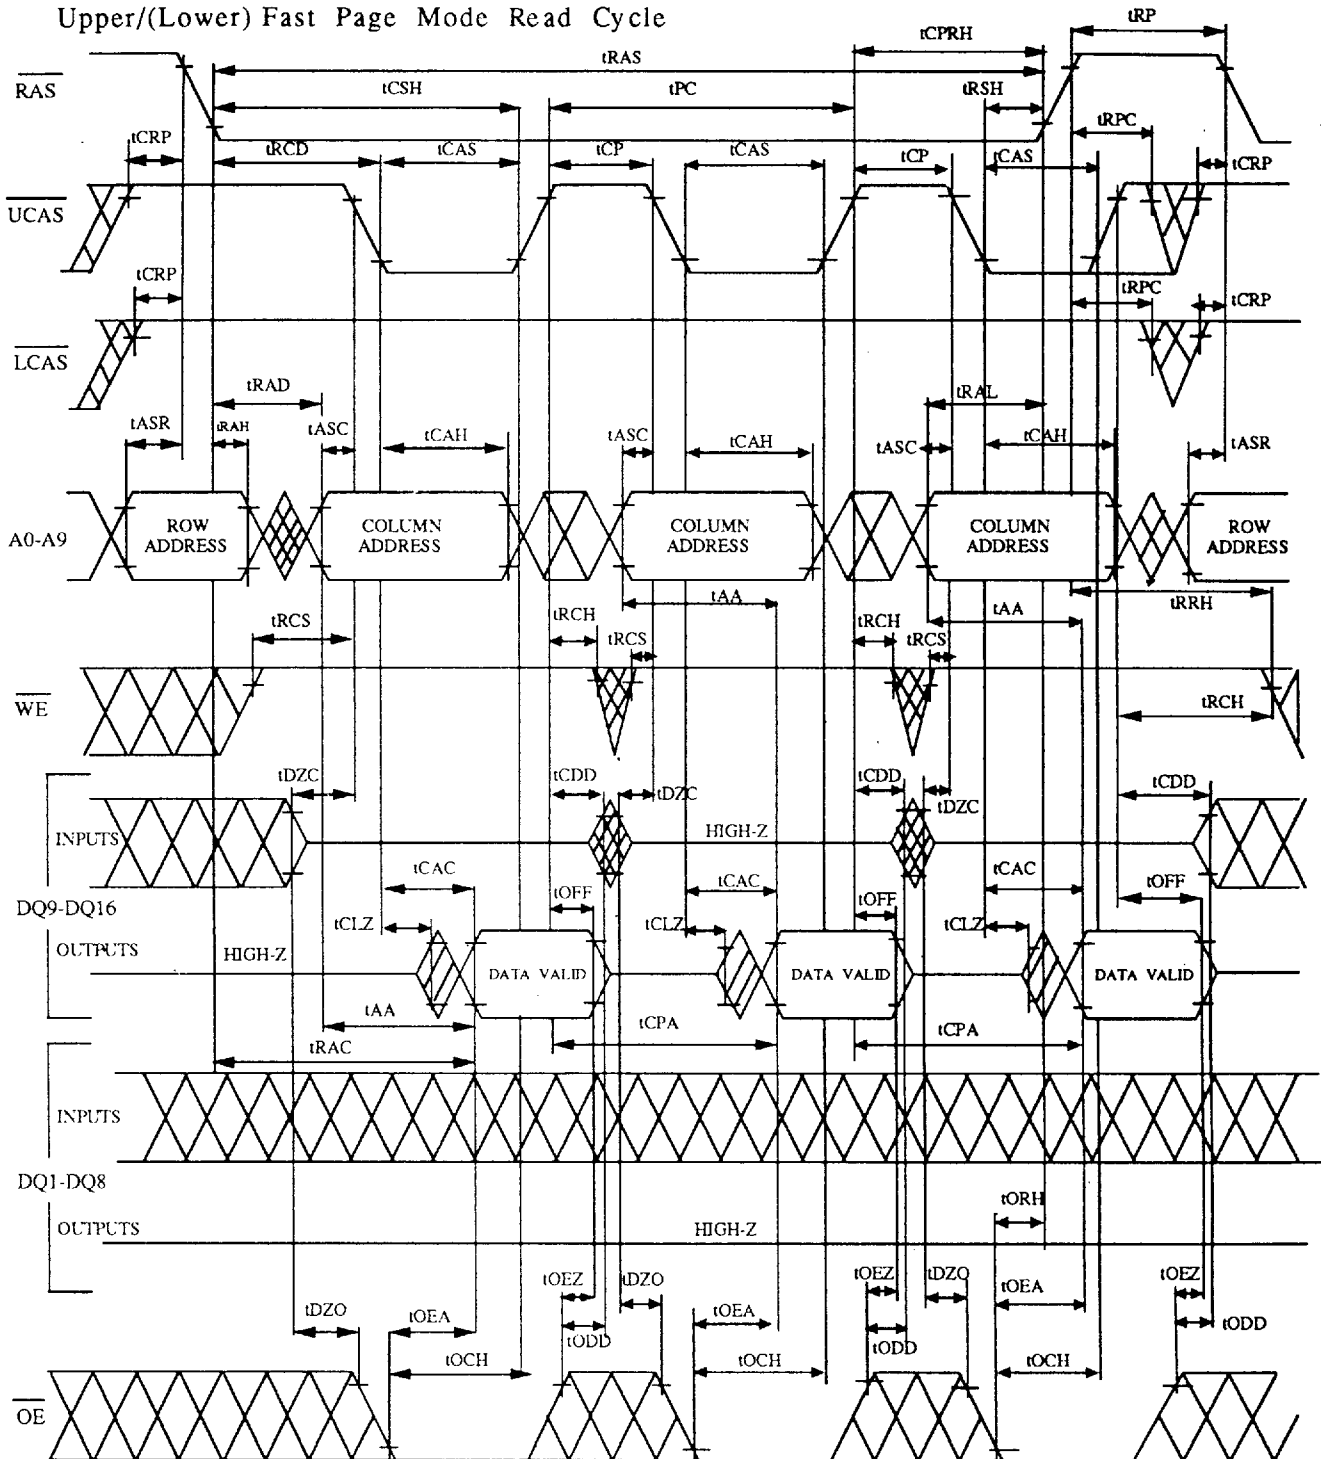 Upper/(Lower) Fast Page Mode Read Cycle
tRP
tCPRH
tRAS
RAS
tCSH
tPC
tRSH
tRPC
tCRP
tRCD
tCAS
tCP
tCAS
tCP
tCAS
tCRP
UCAS
tCRP
tRPC
tCRP
LCAS
tRAD
tRAL
tASR
tRAH
tASC
tCAH
tASC
tCAH
tASC
tCAH
tASR
A0-A9
ROW ADDRESS
COLUMN ADDRESS
COLUMN ADDRESS
COLUMN ADDRESS
ROW ADDRESS
tAA
tRRH
tRCS
tRCH
tRCS
tRCH
tRCS
tAA
WE
tRCH
tDZC
tCDD
tDZC
tCDD
tDZC
tCDD
INPUTS
HIGH-Z
tCAC
tCAC
tCAC
DQ9-DQ16
tOFF
tOFF
tOFF
tCLZ
tCLZ
tCLZ
OUTPUTS
HIGH-Z
DATA VALID
DATA VALID
DATA VALID
tAA
tCPA
tCPA
tRAC
INPUTS
DQ1-DQ8
tORH
OUTPUTS
HIGH-Z
tOEZ
tDZO
tOEZ
tDZO
tOEZ
tDZO
tOEA
tOEA
tOEA
tODD
tODD
tODD
tOCH
tOCH
tOCH
OE